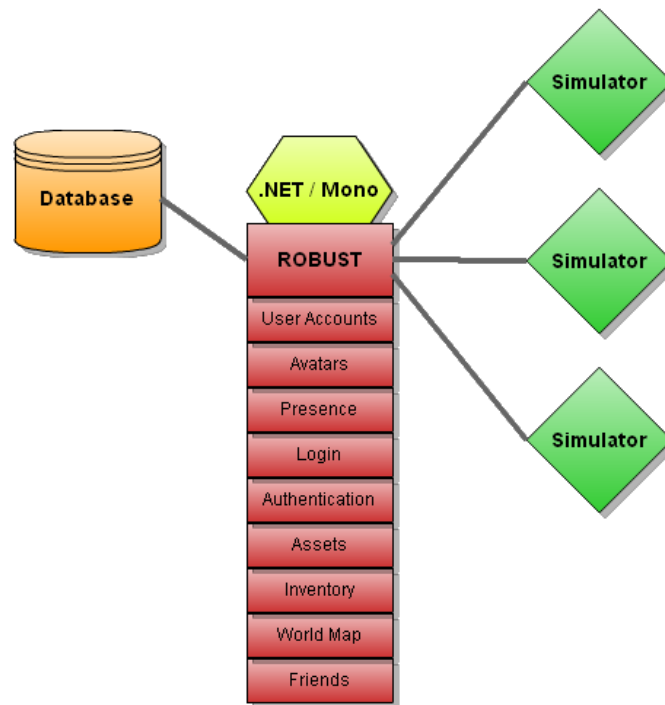 Simulator
.NET / Mono
Database
ROBUST
Simulator
User Accounts
Avatars
Presence
Simulator
Login
Authentication
Assets
Inventory
World Map
Friends